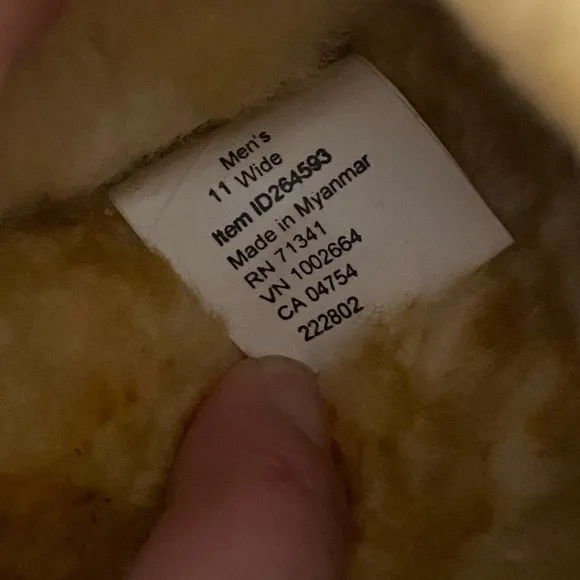 Men's
11 Wide
Item ID264593
Made in Myanmar
RN 71341
VN 1002664
CA 04754
222802